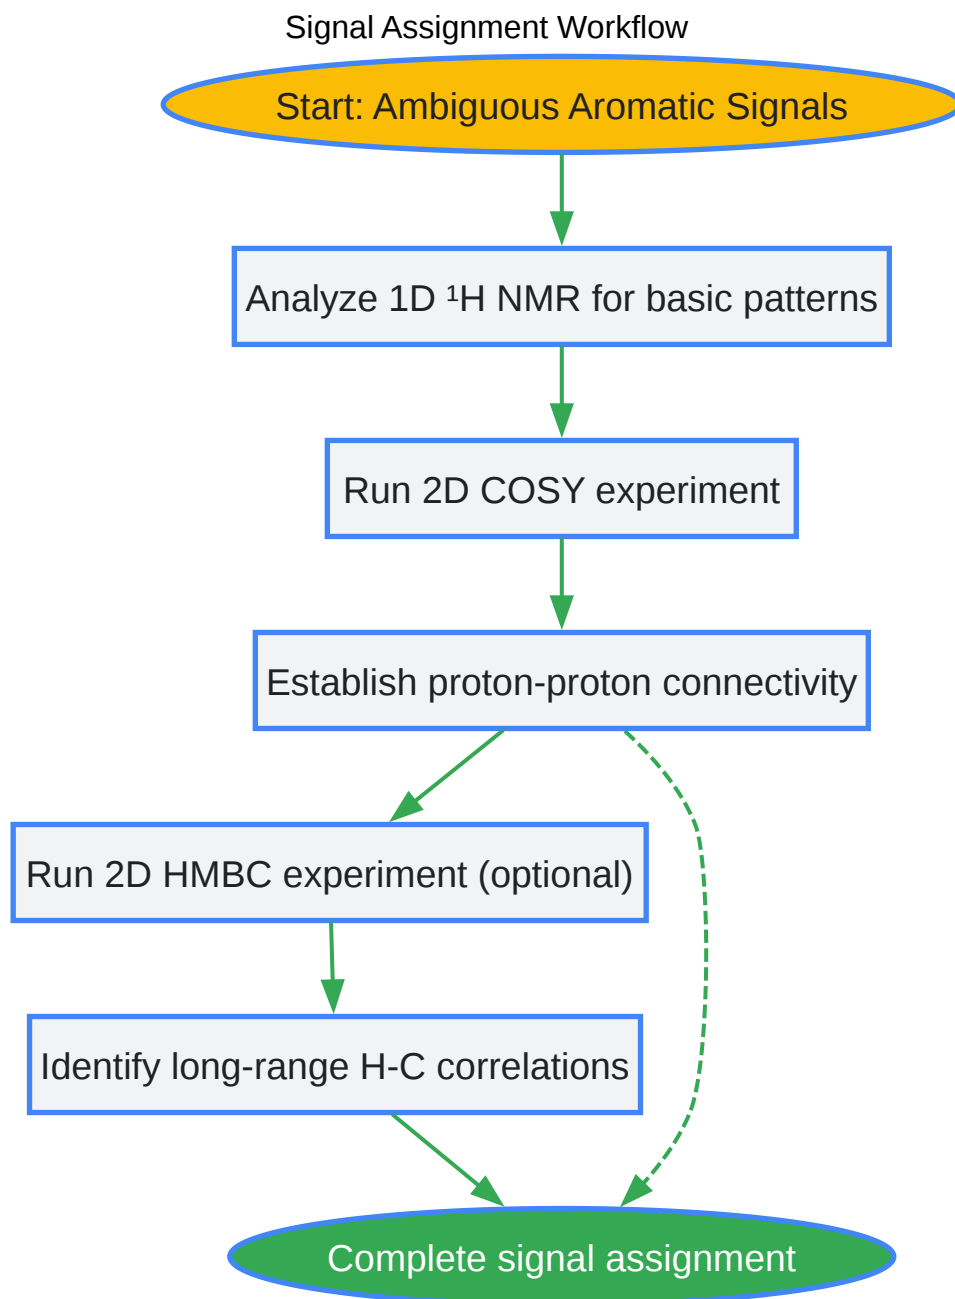 Signal Assignment Workflow
Start: Ambiguous Aromatic Signals
Analyze 1D ¹H NMR for basic patterns
Run 2D COSY experiment
Establish proton-proton connectivity
Run 2D HMBC experiment (optional)
Identify long-range H-C correlations
Complete signal assignment